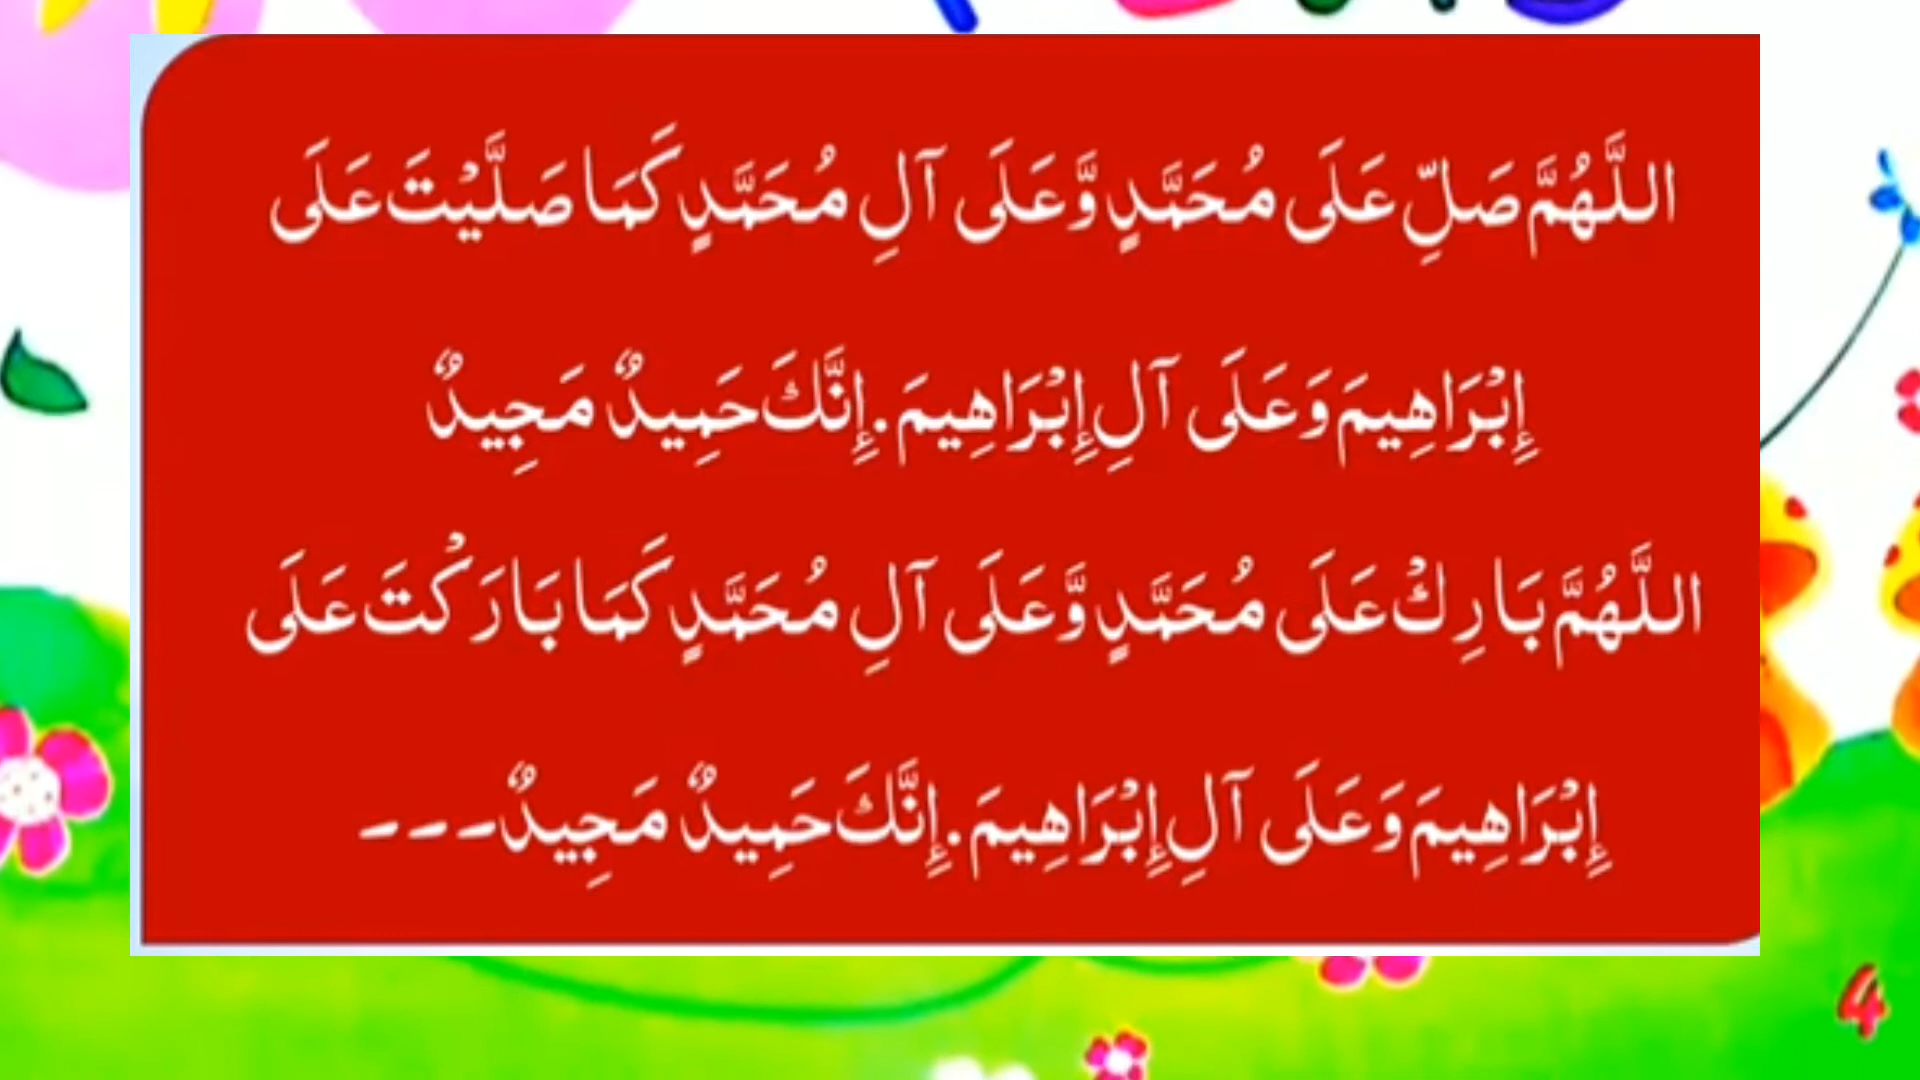 اللَّهُمَّ صَلِّ عَلَى مُحَمَّدٍ وَّعَلَى آلِ مُحَمَّدٍ كَمَا صَلَّيْتَ عَلَى
إِبْرَاهِيمَ وَعَلَى آلِ إِبْرَاهِيمَ. إِنَّكَ حَمِيدٌ مَجِيدٌ
اللَّهُمَّ بَارِكْ عَلَى مُحَمَّدٍ وَّعَلَى آلِ مُحَمَّدٍ كَمَا بَارَكْتَ عَلَى
إِبْرَاهِيمَ وَعَلَى آلِ إِبْرَاهِيمَ. إِنَّكَ حَمِيدٌ مَجِيدٌ---
4